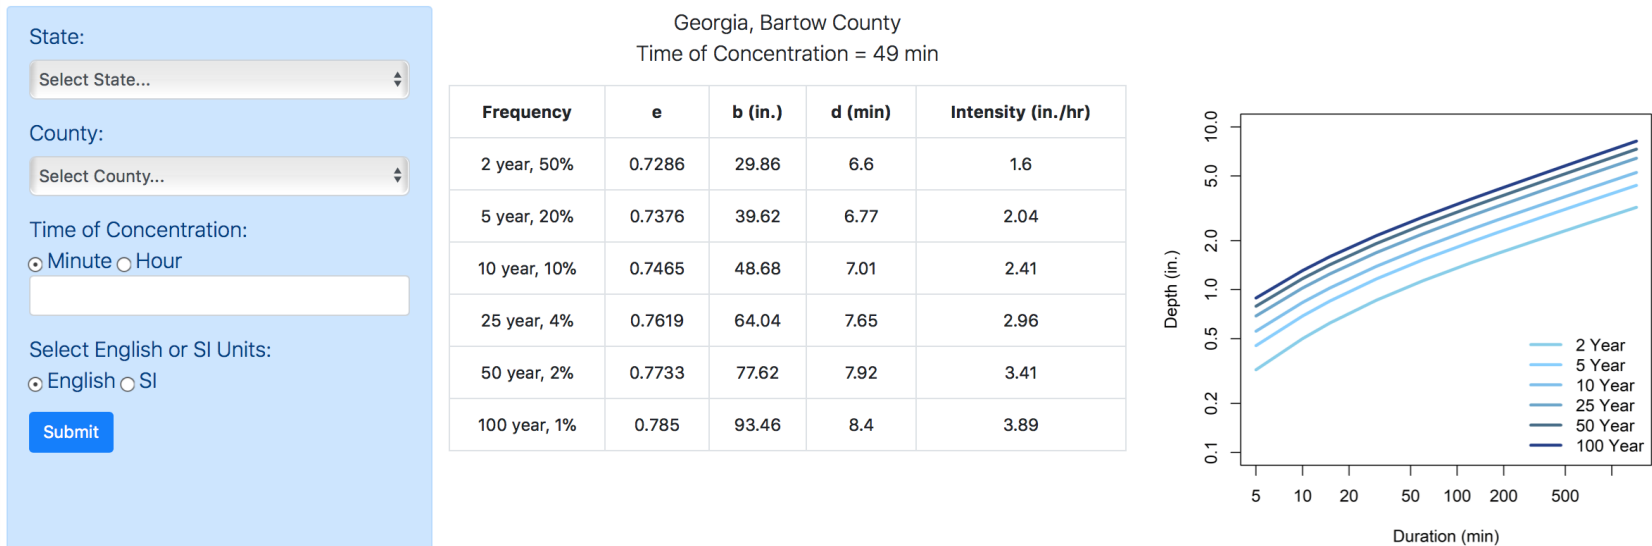 State:
Select State...
County:
Select County...
Time of Concentration:
Minute Hour
Select English or SI Units:
English SI
Submit
Georgia, Bartow County
Time of Concentration = 49 min
Frequency e b (in.) d (min) Intensity (in./hr)
2 year, 50% 0.7286 29.86 6.6 1.6
5 year, 20% 0.7376 39.62 6.77 2.04
10 year, 10% 0.7465 48.68 7.01 2.41
25 year, 4% 0.7619 64.04 7.65 2.96
50 year, 2% 0.7733 77.62 7.92 3.41
100 year, 1% 0.785 93.46 8.4 3.89
Depth (in.)
10.0
5.0
2.0
1.0
0.5
0.2
0.1
2 Year
5 Year
10 Year
25 Year
50 Year
100 Year
5 10 20 50 100 200 500
Duration (min)